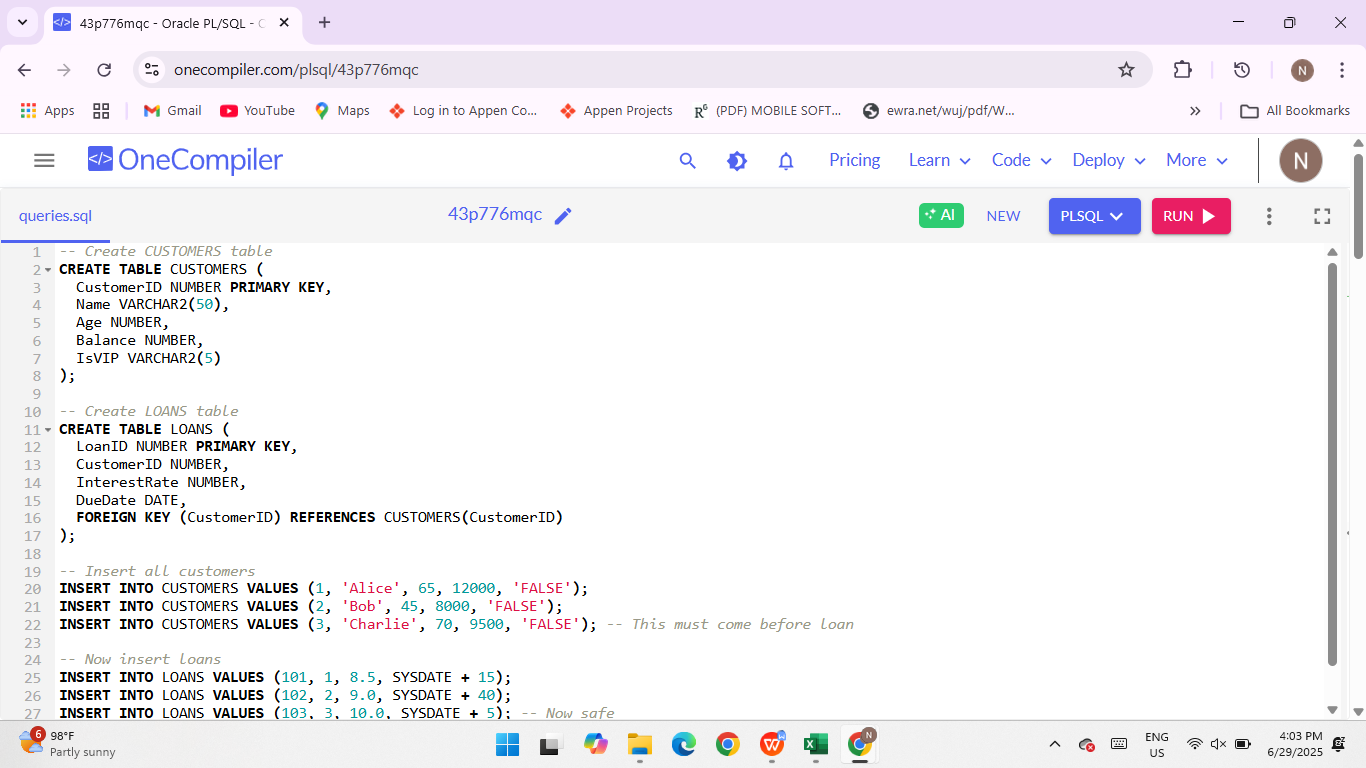 43p776mqc - Oracle PL/SQL - C
onecompiler.com/plsql/43p776mqc
N
Apps
Gmail
YouTube
Maps
Log in to Appen Co...
Appen Projects
R⁶ (PDF) MOBILE SOFT...
ewra.net/wuj/pdf/W...
All Bookmarks
</> OneCompiler
Pricing
Learn
Code
Deploy
More
N
queries.sql
43p776mqc
AI
NEW
PLSQL
RUN
1 -- Create CUSTOMERS table
2 CREATE TABLE CUSTOMERS (
3 CustomerID NUMBER PRIMARY KEY,
4 Name VARCHAR2(50),
5 Age NUMBER,
6 Balance NUMBER,
7 IsVIP VARCHAR2(5)
8 );
9
10 -- Create LOANS table
11 CREATE TABLE LOANS (
12 LoanID NUMBER PRIMARY KEY,
13 CustomerID NUMBER,
14 InterestRate NUMBER,
15 DueDate DATE,
16 FOREIGN KEY (CustomerID) REFERENCES CUSTOMERS(CustomerID)
17 );
18
19 -- Insert all customers
20 INSERT INTO CUSTOMERS VALUES (1, 'Alice', 65, 12000, 'FALSE');
21 INSERT INTO CUSTOMERS VALUES (2, 'Bob', 45, 8000, 'FALSE');
22 INSERT INTO CUSTOMERS VALUES (3, 'Charlie', 70, 9500, 'FALSE'); -- This must come before loan
23
24 -- Now insert loans
25 INSERT INTO LOANS VALUES (101, 1, 8.5, SYSDATE + 15);
26 INSERT INTO LOANS VALUES (102, 2, 9.0, SYSDATE + 40);
27 INSERT INTO LOANS VALUES (103, 3, 10.0, SYSDATE + 5); -- Now safe
6
98°F
Partly sunny
N
ENG
US
4:03 PM
6/29/2025